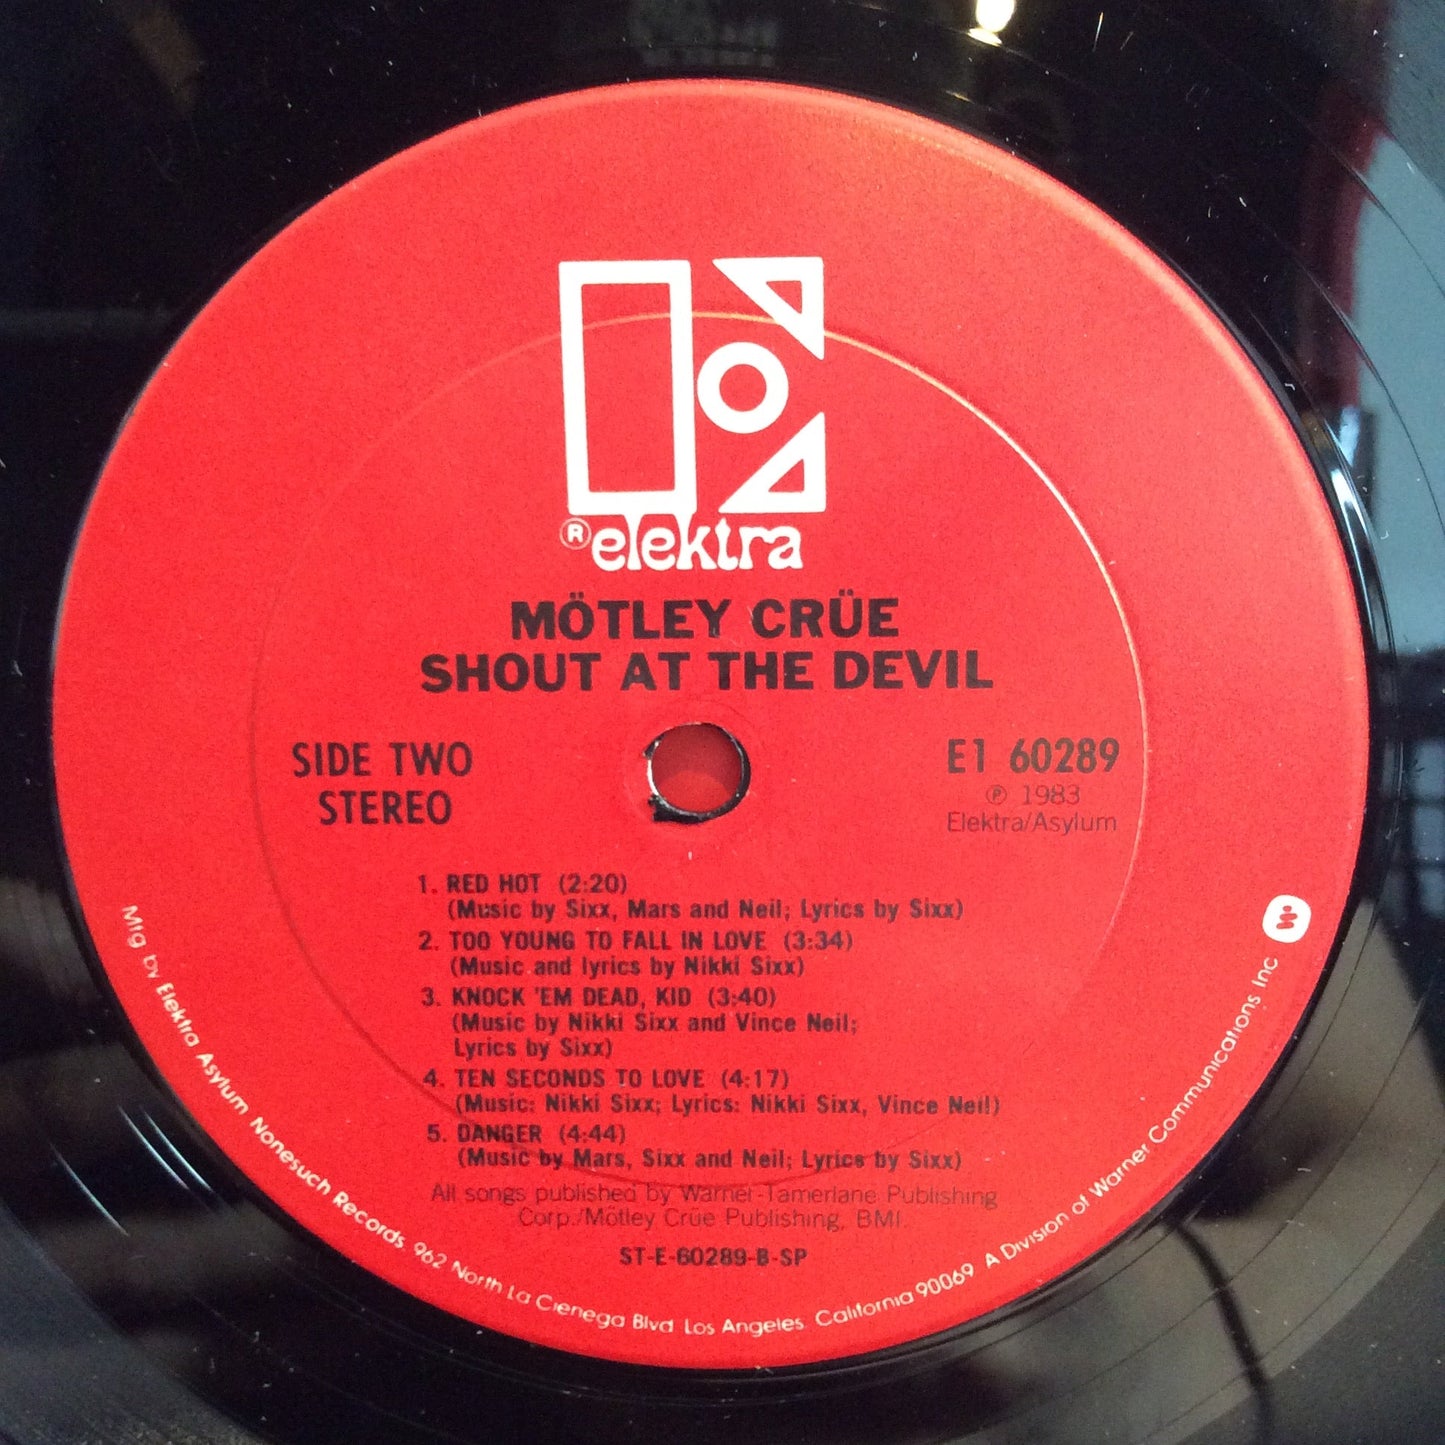 ® elektra
MÖTLEY CRÜE
SHOUT AT THE DEVIL
SIDE TWO
STEREO
E1 60289
℗ 1983
Elektra/Asylum
1. RED HOT (2:20)
(Music by Sixx, Mars and Neil; Lyrics by Sixx)
2. TOO YOUNG TO FALL IN LOVE (3:34)
(Music and lyrics by Nikki Sixx)
3. KNOCK 'EM DEAD, KID (3:40)
(Music by Nikki Sixx and Vince Neil;
Lyrics by Sixx)
4. TEN SECONDS TO LOVE (4:17)
(Music: Nikki Sixx; Lyrics: Nikki Sixx, Vince Neil)
5. DANGER (4:44)
(Music by Mars, Sixx and Neil; Lyrics by Sixx)
All songs published by Warner-Tamerlane Publishing
Corp./Mötley Crüe Publishing, BMI.
ST-E-60289-B-SP
Mfg by Elektra Asylum Nonesuch Records 962 North La Cienega Blvd Los Angeles. California 90069 A Division of Warner Communications Inc